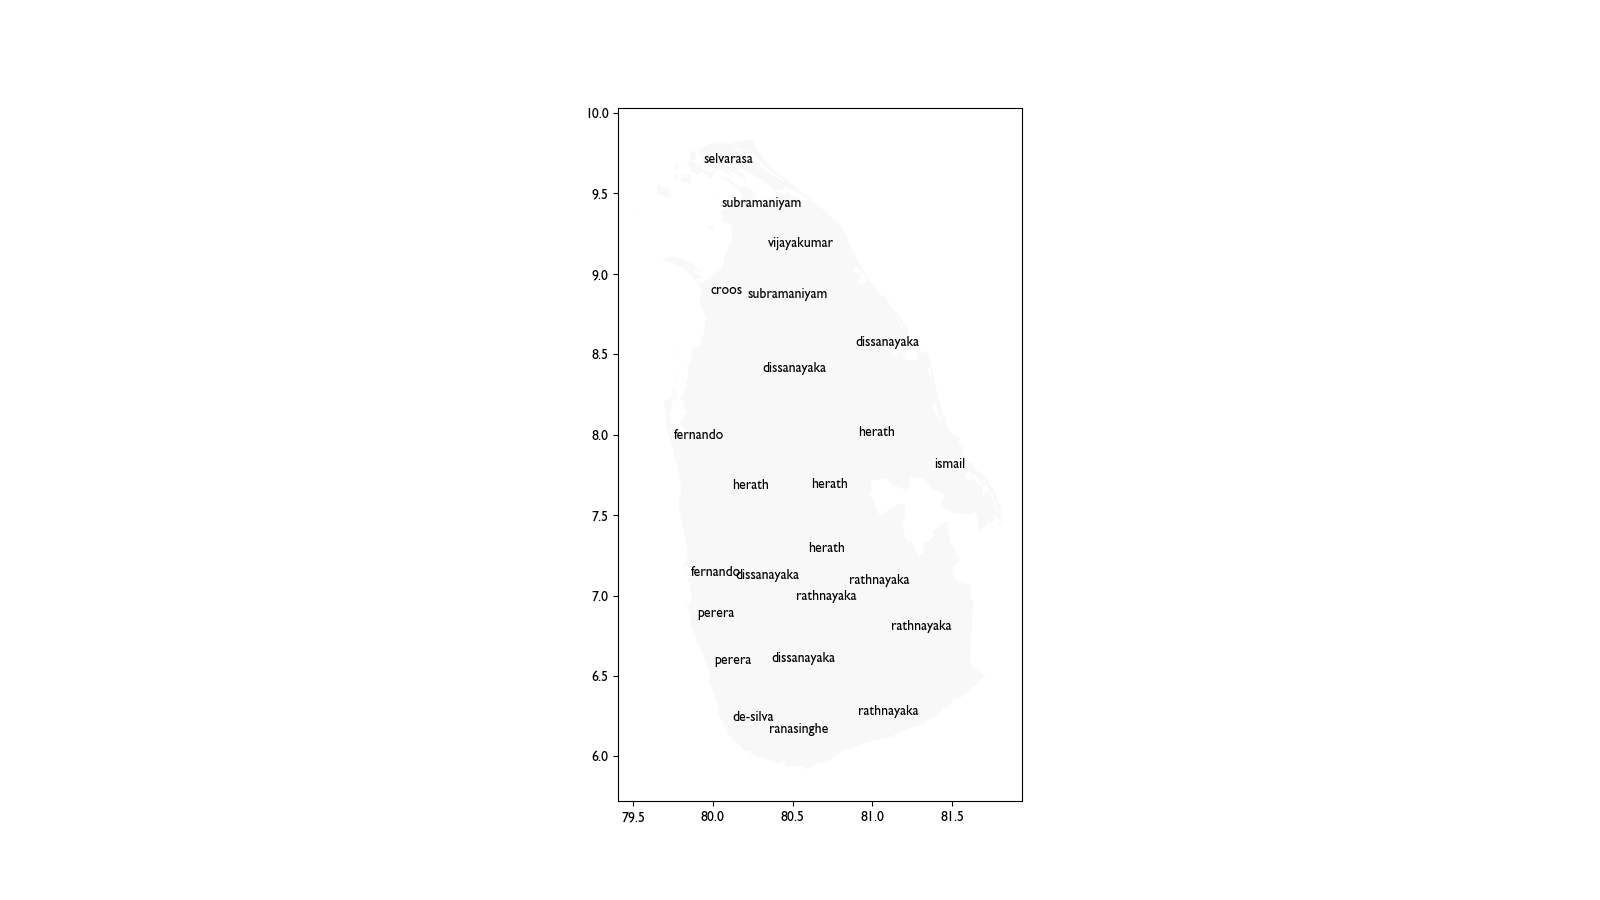 10.0
selvarasa
9.5
subramaniyam
vijayakumar
9.0
croos
subramaniyam
dissanayaka
8.5
dissanayaka
8.0
fernando
herath
ismail
herath
herath
7.5
herath
fernando
dissanayaka
rathnayaka
7.0
rathnayaka
perera
rathnayaka
perera
dissanayaka
6.5
rathnayaka
de-silva
ranasinghe
6.0
79.5 80.0 80.5 81.0 81.5